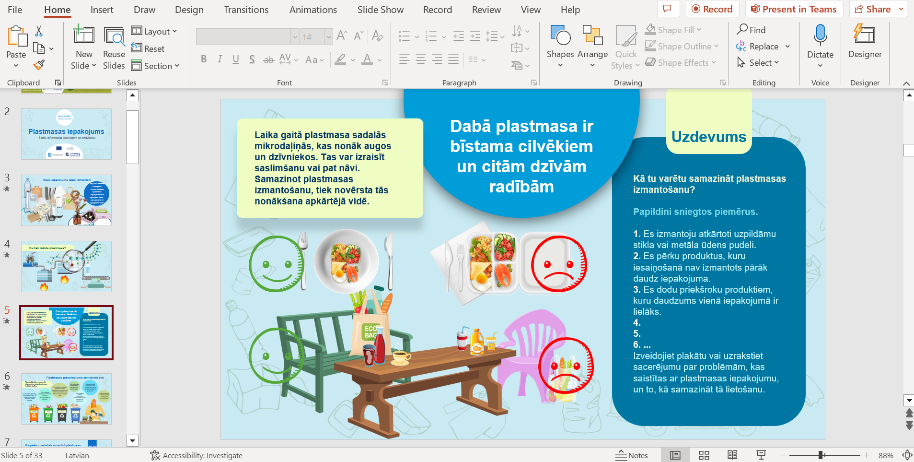 File Home Insert Draw Design Transitions Animations Slide Show Record Review View Help Record Present in Teams Share
Paste
New Slide
Reuse Slides
Layout
Reset
Section
14
B I U S ab AV Aa
Shapes
Arrange
Quick Styles
Shape Fill
Shape Outline
Shape Effects
Find
Replace
Select
Dictate
Designer
Clipboard Slides Font Paragraph Drawing Editing Voice Designer
2
Plastmasas iepakojums
3
4
5
6
7
Laika gaitā plastmasa sadalās
mikrodaļiņās, kas nonāk augos
un dzīvniekos. Tas var izraisīt
saslimšanu vai pat nāvi.
Samazinot plastmasas
izmantošanu, tiek novērsta tās
nonākšana apkārtējā vidē.
Dabā plastmasa ir
bīstama cilvēkiem
un citām dzīvām
radībām
ECO
BAG
Uzdevums
Kā tu varētu samazināt plastmasas
izmantošanu?
Papildini sniegtos piemērus.
1. Es izmantoju atkārtoti uzpildāmu
stikla vai metāla ūdens pudeli.
2. Es pērku produktus, kuru
iesaiņošanā nav izmantots pārāk
daudz iepakojuma.
3. Es dodu priekšroku produktiem,
kuru daudzums vienā iepakojumā ir
lielāks.
4.
5.
6. ...
Izveidojiet plakātu vai uzrakstiet
sacerējumu par problēmām, kas
saistītas ar plastmasas iepakojumu,
un to, kā samazināt tā lietošanu.
Slide 5 of 33 Latvian Accessibility: Investigate Notes 88%